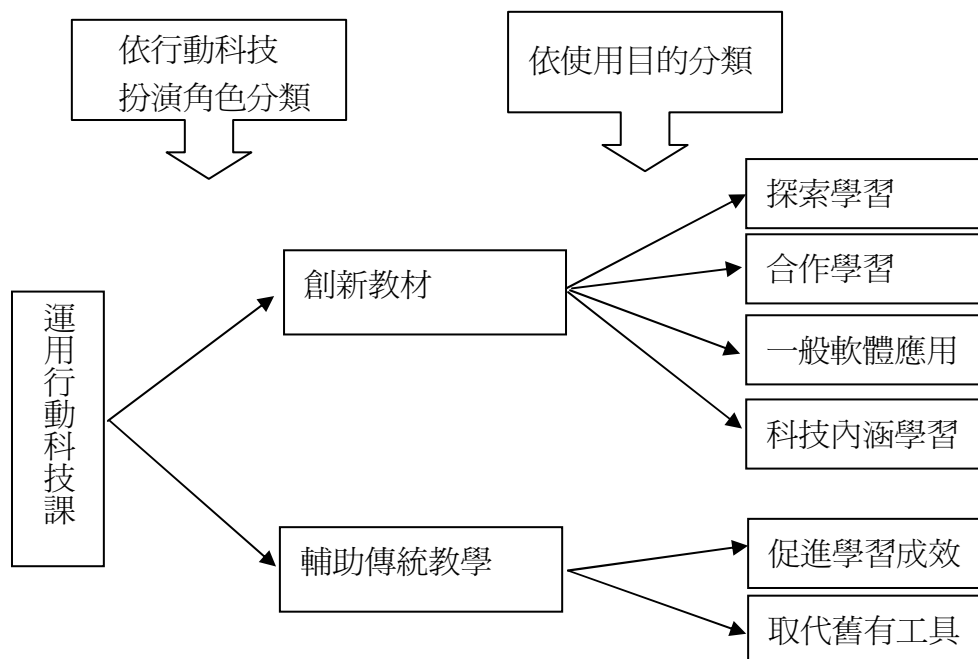 依行動科技
扮演角色分類
依使用目的分類
運用行動科技課
創新教材
輔助傳統教學
探索學習
合作學習
一般軟體應用
科技內涵學習
促進學習成效
取代舊有工具